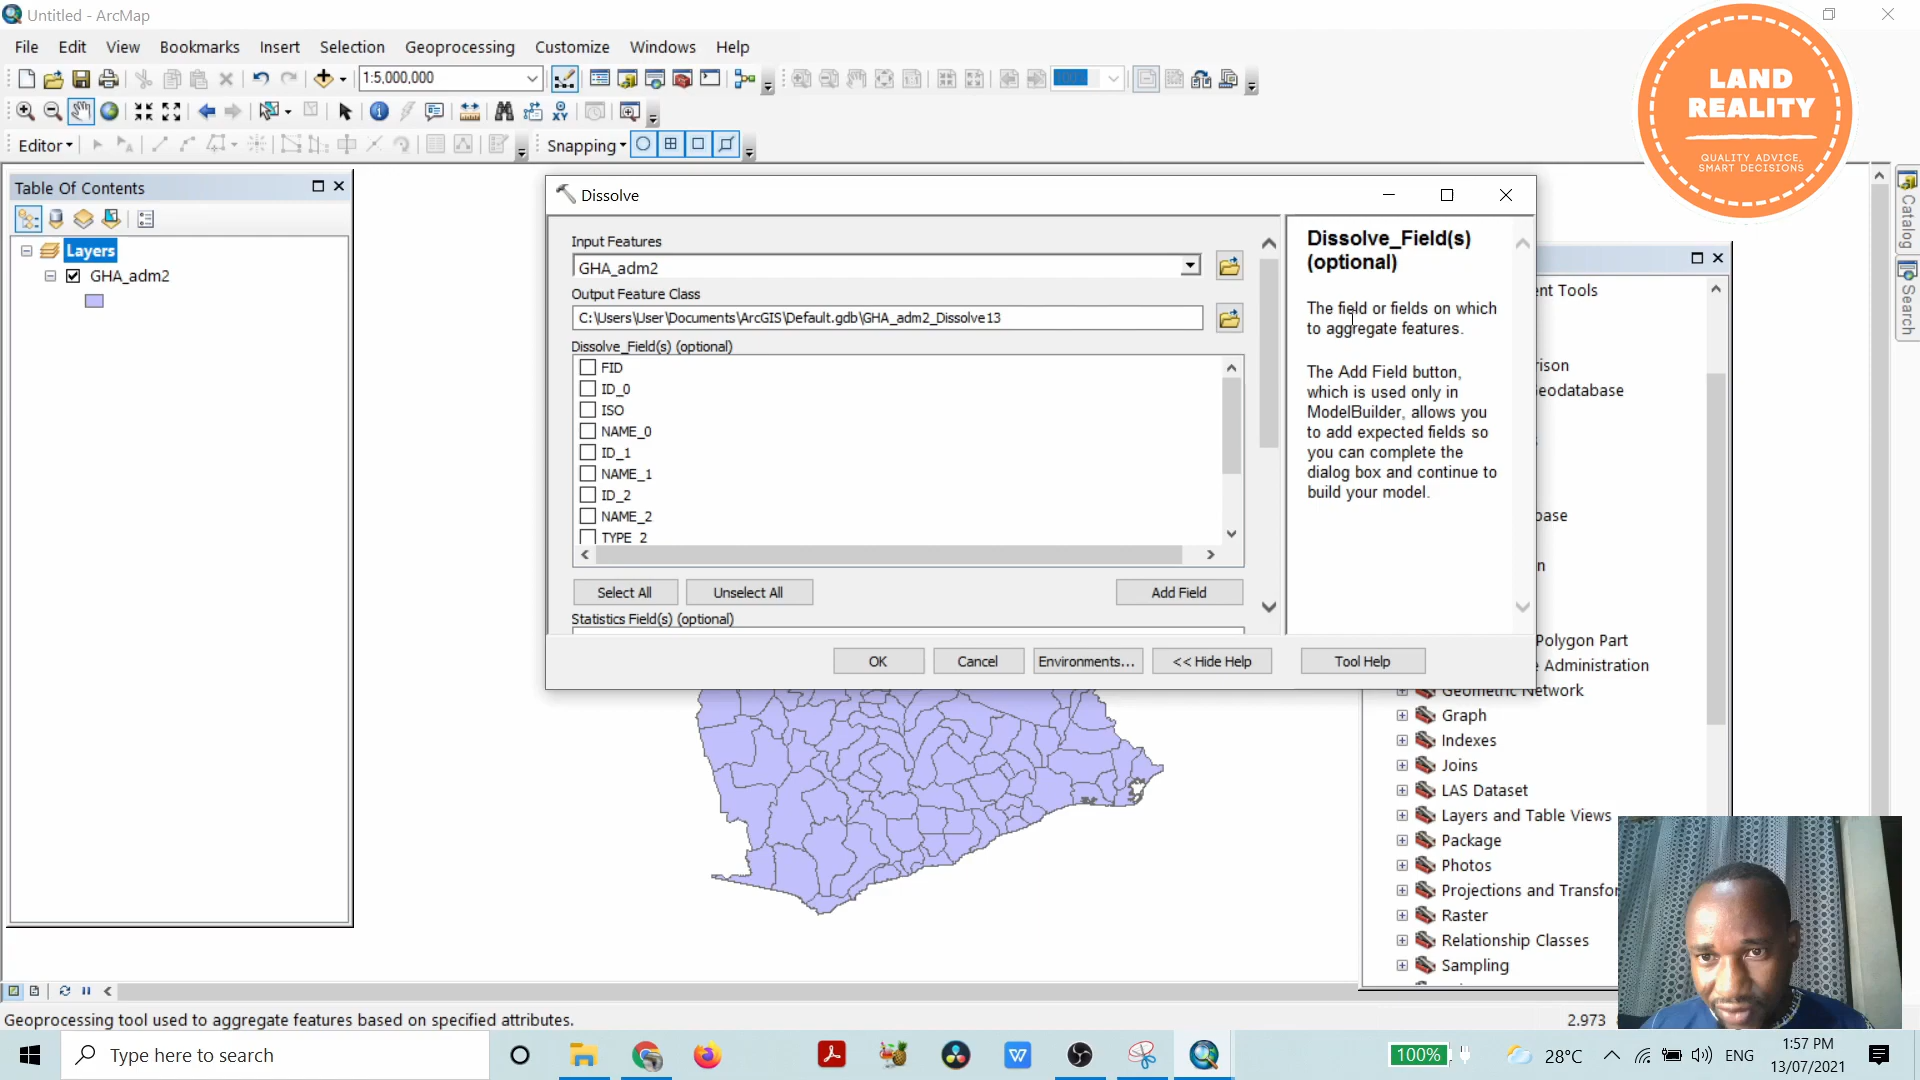 Untitled - ArcMap
File Edit View Bookmarks Insert Selection Geoprocessing Customize Windows Help
1:5,000,000
100%
Editor
Snapping
LAND
REALITY
QUALITY ADVICE,
SMART DECISIONS
Table Of Contents
Layers
GHA_adm2
Dissolve
Input Features
GHA_adm2
Output Feature Class
C:\Users\User\Documents\ArcGIS\Default.gdb\GHA_adm2_Dissolve13
Dissolve_Field(s) (optional)
FID
ID_0
ISO
NAME_0
ID_1
NAME_1
ID_2
NAME_2
TYPE_2
Select All Unselect All Add Field
Statistics Field(s) (optional)
OK Cancel Environments... << Hide Help Tool Help
Dissolve_Field(s)
(optional)
The field or fields on which
to aggregate features.
The Add Field button,
which is used only in
ModelBuilder, allows you
to add expected fields so
you can complete the
dialog box and continue to
build your model.
Catalog
Search
ent Tools
ison
eodatabase
ase
n
Polygon Part
Administration
Geometric Network
Graph
Indexes
Joins
LAS Dataset
Layers and Table Views
Package
Photos
Projections and Transfor
Raster
Relationship Classes
Sampling
Geoprocessing tool used to aggregate features based on specified attributes.
2.973
Type here to search
100%
28°C
ENG
1:57 PM
13/07/2021